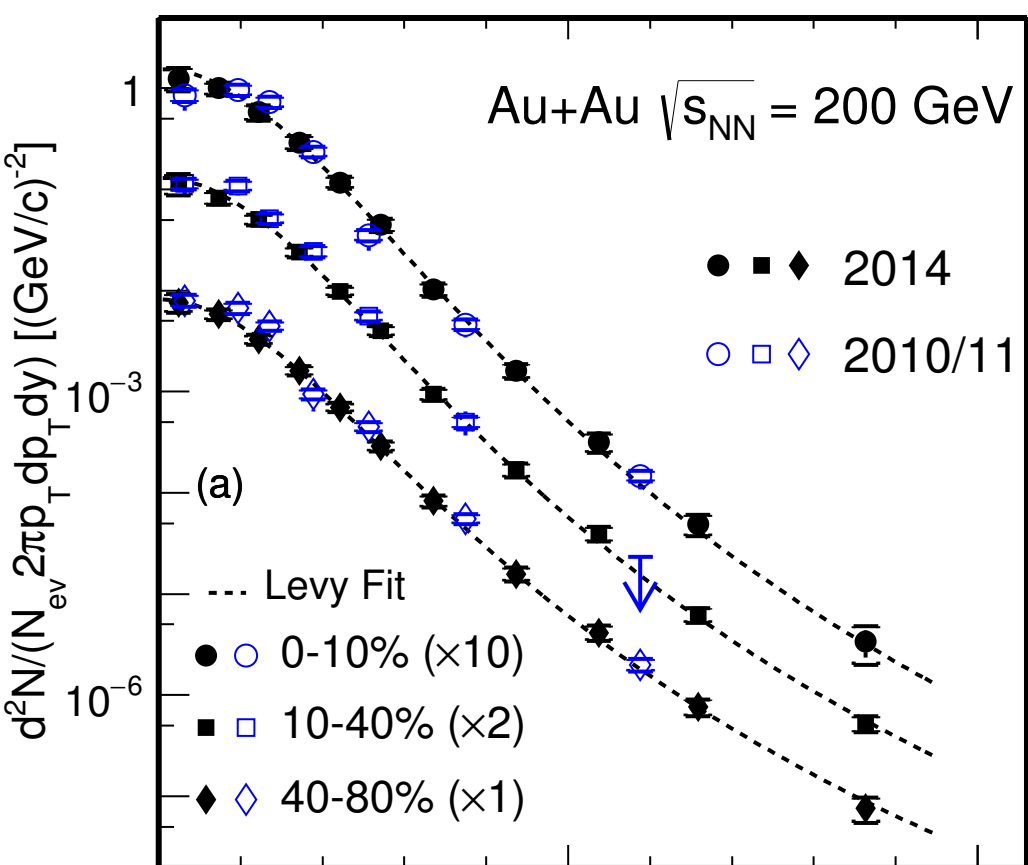 Au+Au √s_NN = 200 GeV
1
10^-3
10^-6
d²N/(N_ev 2πp_T dp_T dy) [(GeV/c)^-2]
2014
2010/11
(a)
Levy Fit
0-10% (×10)
10-40% (×2)
40-80% (×1)